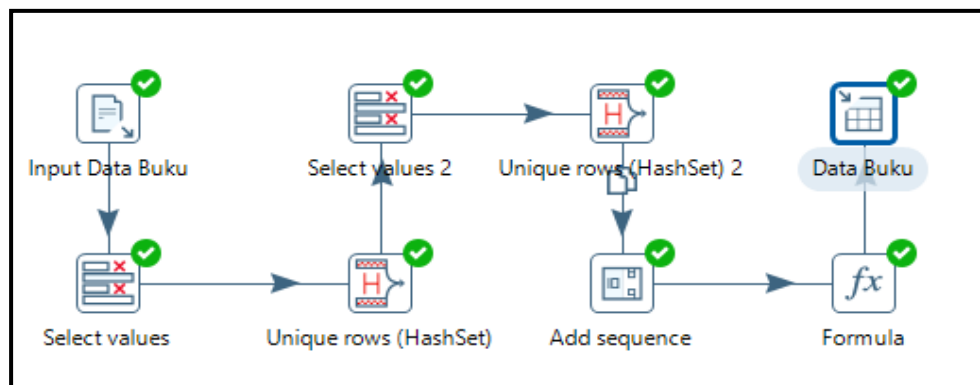 Input Data Buku
Select values 2
Unique rows (HashSet) 2
Data Buku
Select values
Unique rows (HashSet)
Add sequence
Formula